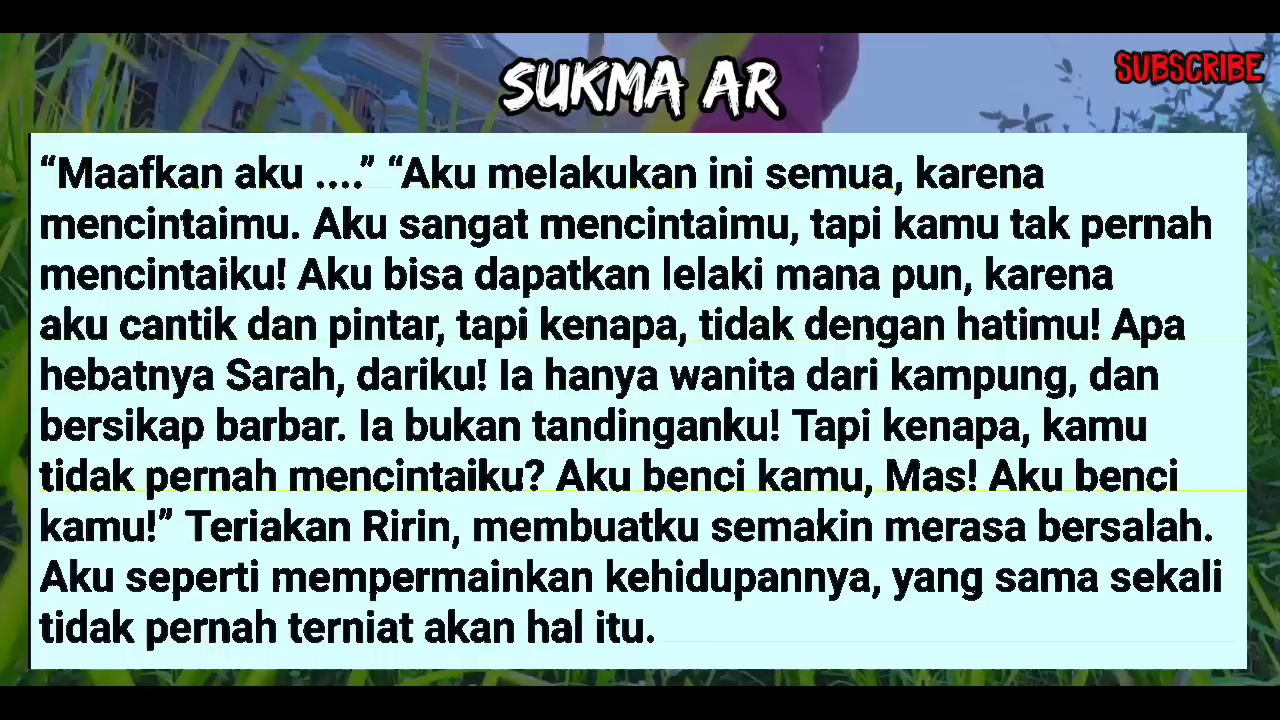 SUKMA AR
SUBSCRIBE
“Maafkan aku ....” “Aku melakukan ini semua, karena
mencintaimu. Aku sangat mencintaimu, tapi kamu tak pernah
mencintaiku! Aku bisa dapatkan lelaki mana pun, karena
aku cantik dan pintar, tapi kenapa, tidak dengan hatimu! Apa
hebatnya Sarah, dariku! Ia hanya wanita dari kampung, dan
bersikap barbar. Ia bukan tandinganku! Tapi kenapa, kamu
tidak pernah mencintaiku? Aku benci kamu, Mas! Aku benci
kamu!” Teriakan Ririn, membuatku semakin merasa bersalah.
Aku seperti mempermainkan kehidupannya, yang sama sekali
tidak pernah terniat akan hal itu.